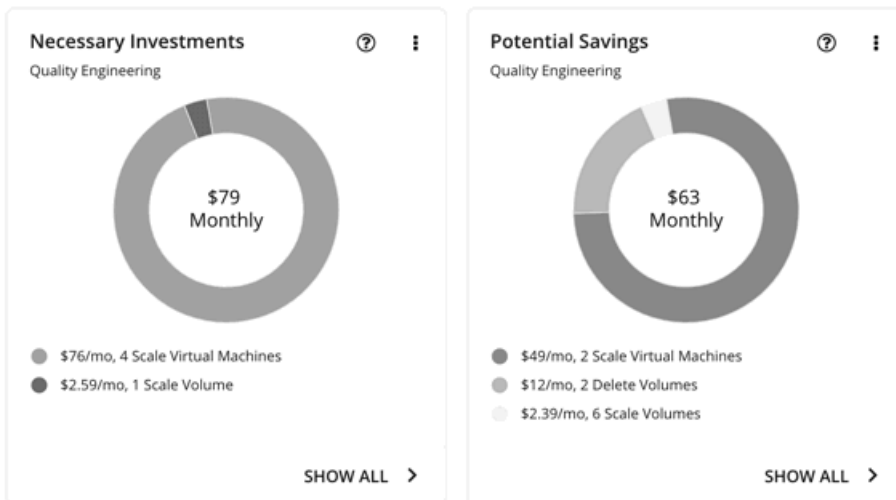 Necessary Investments
Quality Engineering
$79
Monthly
$76/mo, 4 Scale Virtual Machines
$2.59/mo, 1 Scale Volume
SHOW ALL
Potential Savings
Quality Engineering
$63
Monthly
$49/mo, 2 Scale Virtual Machines
$12/mo, 2 Delete Volumes
$2.39/mo, 6 Scale Volumes
SHOW ALL